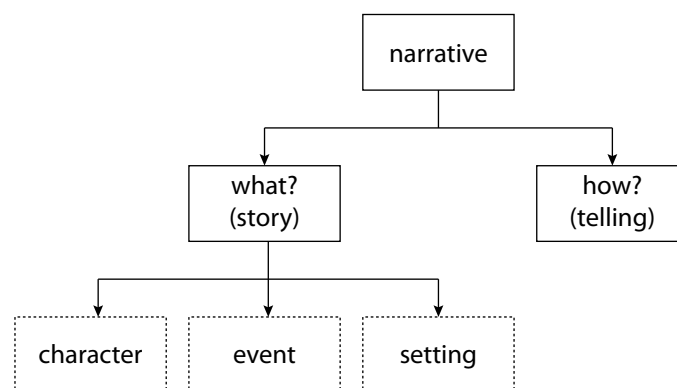 narrative
what?
(story)
how?
(telling)
character
event
setting